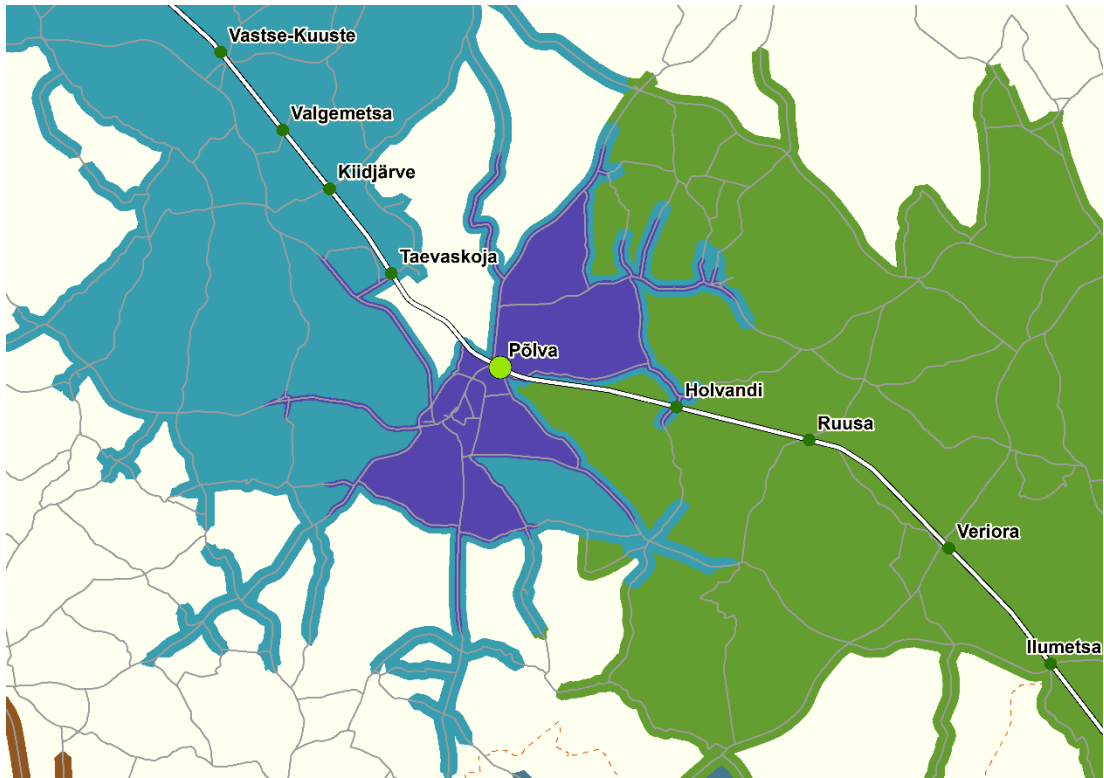 Vastse-Kuuste
Valgemetsa
Kiidjärve
Taevaskoja
Põlva
Holvandi
Ruusa
Veriora
Ilumetsa